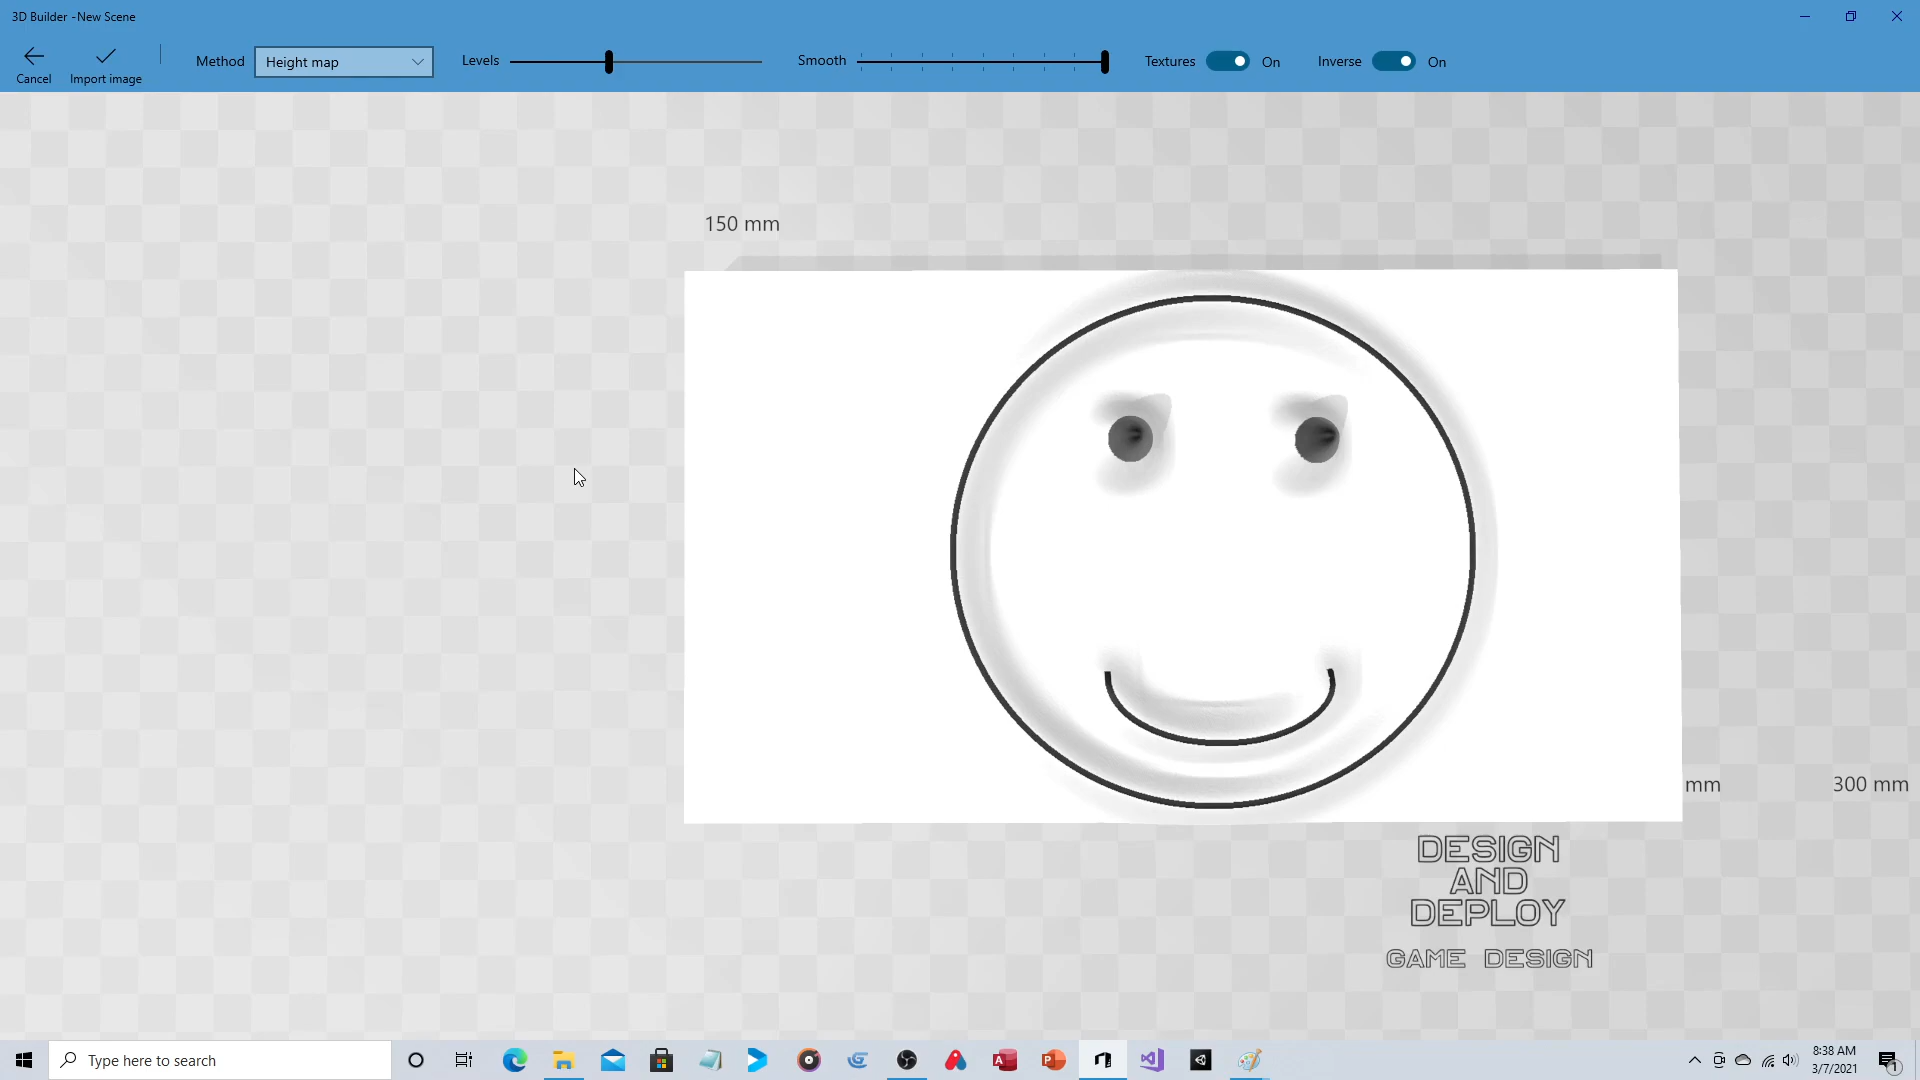 3D Builder -New Scene
Cancel
Import image
Method
Height map
Levels
Smooth
Textures
On
Inverse
On
150 mm
mm
300 mm
DESIGN
AND
DEPLOY
GAME DESIGN
Type here to search
8:38 AM
3/7/2021
1